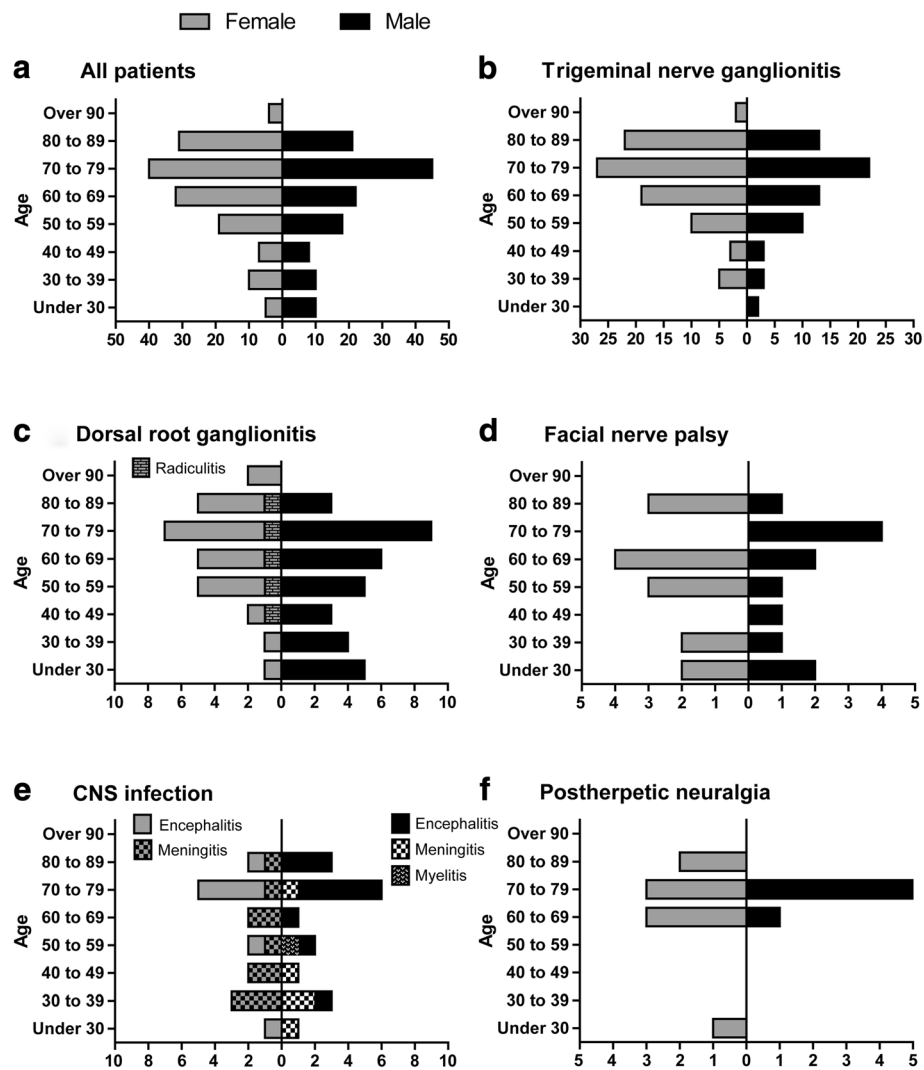 Female Male
a All patients
Age
Over 90
80 to 89
70 to 79
60 to 69
50 to 59
40 to 49
30 to 39
Under 30
50 40 30 20 10 0 10 20 30 40 50
b Trigeminal nerve ganglionitis
Age
Over 90
80 to 89
70 to 79
60 to 69
50 to 59
40 to 49
30 to 39
Under 30
30 25 20 15 10 5 0 5 10 15 20 25 30
c Dorsal root ganglionitis
Radiculitis
Age
Over 90
80 to 89
70 to 79
60 to 69
50 to 59
40 to 49
30 to 39
Under 30
10 8 6 4 2 0 2 4 6 8 10
d Facial nerve palsy
Age
Over 90
80 to 89
70 to 79
60 to 69
50 to 59
40 to 49
30 to 39
Under 30
5 4 3 2 1 0 1 2 3 4 5
e CNS infection
Encephalitis
Meningitis
Encephalitis
Meningitis
Myelitis
Age
Over 90
80 to 89
70 to 79
60 to 69
50 to 59
40 to 49
30 to 39
Under 30
10 8 6 4 2 0 2 4 6 8 10
f Postherpetic neuralgia
Age
Over 90
80 to 89
70 to 79
60 to 69
50 to 59
40 to 49
30 to 39
Under 30
5 4 3 2 1 0 1 2 3 4 5